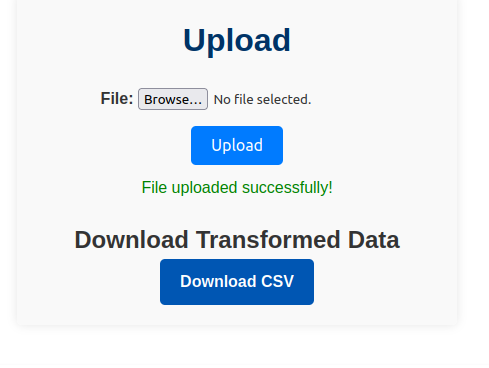 Upload
File: Browse... No file selected.
Upload
File uploaded successfully!
Download Transformed Data
Download CSV